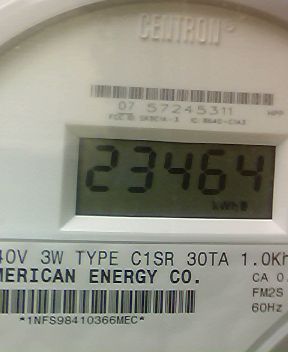 CENTRON®
07 57245311
23464
kWh
40V 3W TYPE C1SR 30TA 1.0Kh
MERICAN ENERGY CO.
CA 0.
FM2S
60Hz
*1NFS98410366MEC*